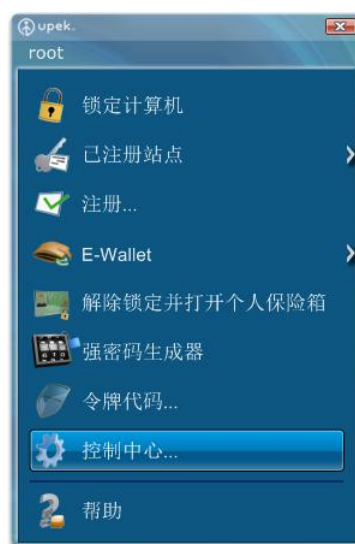 upek.
root
锁定计算机
已注册站点
注册...
E-Wallet
解除锁定并打开个人保险箱
强密码生成器
令牌代码...
控制中心...
帮助